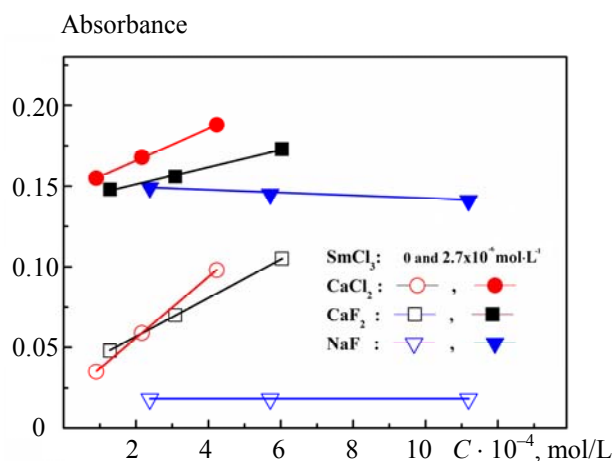 Absorbance
0.20
0.15
0.10
0.05
0
2 4 6 8 10 C · 10⁻⁴, mol/L
SmCl₃: 0 and 2.7x10⁻⁶ mol·L⁻¹
CaCl₂ : ,
CaF₂ : ,
NaF : ,